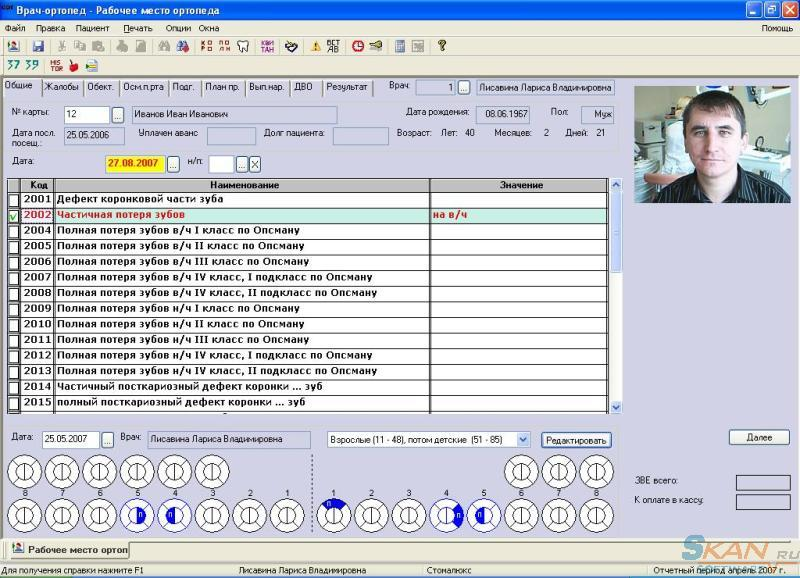 Врач-ортопед - Рабочее место ортопеда
Файл Правка Пациент Печать Опции Окна Помощь
Общие Жалобы Обект. Осм.п.рта Подг. План пр. Вып.нар. ДВО Результат Врач: 1 ... Лисавина Лариса Владимировна
№ карты: 12 ... Иванов Иван Иванович Дата рождения: 08.06.1967 Пол: Муж
Дата посл. посещ.: 25.05.2006 Уплачен аванс Долг пациента: Возраст: Лет: 40 Месяцев: 2 Дней: 21
Дата: 27.08.2007 ... н/п: ... X
Код Наименование Значение
2001 Дефект коронковой части зуба
2002 Частичная потеря зубов на в/ч
2004 Полная потеря зубов в/ч I класс по Опсману
2005 Полная потеря зубов в/ч II класс по Опсману
2006 Полная потеря зубов в/ч III класс по Опсману
2007 Полная потеря зубов в/ч IV класс, I подкласс по Опсману
2008 Полная потеря зубов в/ч IV класс, II подкласс по Опсману
2009 Полная потеря зубов н/ч I класс по Опсману
2010 Полная потеря зубов н/ч II класс по Опсману
2011 Полная потеря зубов н/ч III класс по Опсману
2012 Полная потеря зубов н/ч IV класс, I подкласс по Опсману
2013 Полная потеря зубов н/ч IV класс, II подкласс по Опсману
2014 Частичный посткариозный дефект коронки ... зуб
2015 полный посткариозный дефект коронки ... зуб
Дата: 25.05.2007 ... Врач: Лисавина Лариса Владимировна Взрослые (11 - 48), потом детские (51 - 85) Редактировать
Далее
ЗВЕ всего:
К оплате в кассу:
8 7 6 5 4 3 2 1 1 2 3 4 5 6 7 8
П П П П П
Рабочее место ортоп
Для получения справки нажмите F1 Лисавина Лариса Владимировна Стомалюкс Отчетный период апрель 2007 г.
SKAN RU
SOFTWARE